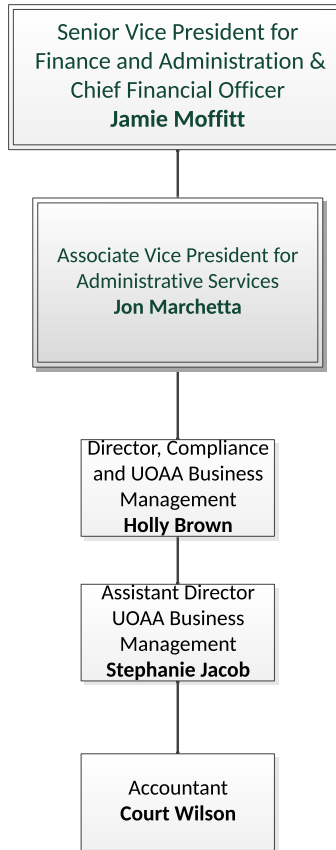 Senior Vice President for
Finance and Administration &
Chief Financial Officer
Jamie Moffitt
Associate Vice President for
Administrative Services
Jon Marchetta
Director, Compliance
and UOAA Business
Management
Holly Brown
Assistant Director
UOAA Business
Management
Stephanie Jacob
Accountant
Court Wilson